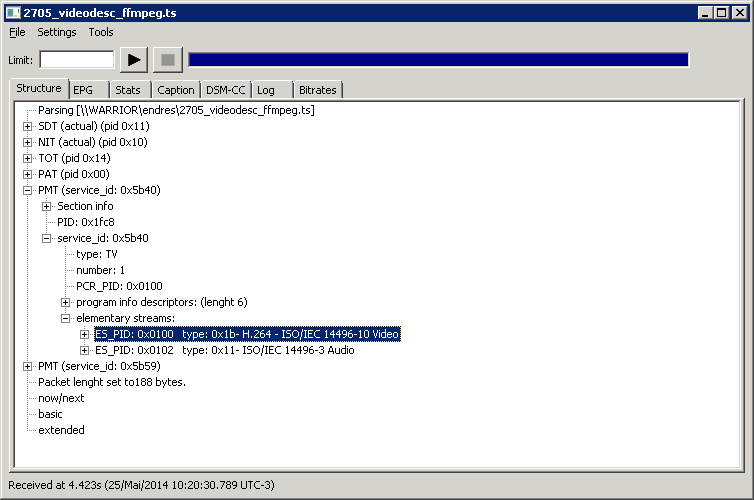 2705_videodesc_ffmpeg.ts
File Settings Tools
Limit:
Structure EPG Stats Caption DSM-CC Log Bitrates
Parsing [\\WARRIOR\endres\2705_videodesc_ffmpeg.ts]
SDT (actual) (pid 0x11)
NIT (actual) (pid 0x10)
TOT (pid 0x14)
PAT (pid 0x00)
PMT (service_id: 0x5b40)
Section info
PID: 0x1fc8
service_id: 0x5b40
type: TV
number: 1
PCR_PID: 0x0100
program info descriptors: (lenght 6)
elementary streams:
ES_PID: 0x0100 type: 0x1b- H.264 - ISO/IEC 14496-10 Video
ES_PID: 0x0102 type: 0x11- ISO/IEC 14496-3 Audio
PMT (service_id: 0x5b59)
Packet lenght set to188 bytes.
now/next
basic
extended
Received at 4.423s (25/Mai/2014 10:20:30.789 UTC-3)